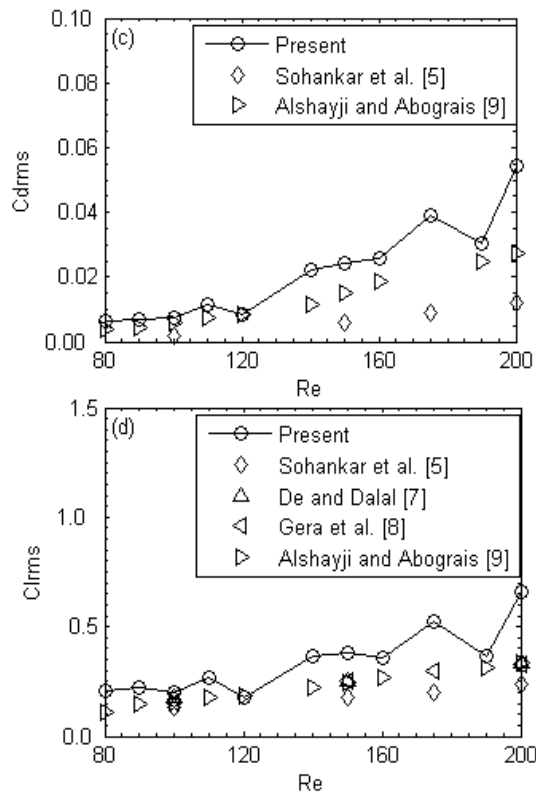 (c)
Present
Sohankar et al. [5]
Alshayji and Abograis [9]
Cdrms
0.10
0.08
0.06
0.04
0.02
0.00
80
120
160
200
Re
(d)
Present
Sohankar et al. [5]
De and Dalal [7]
Gera et al. [8]
Alshayji and Abograis [9]
Clrms
1.5
1.0
0.5
0.0
80
120
160
200
Re